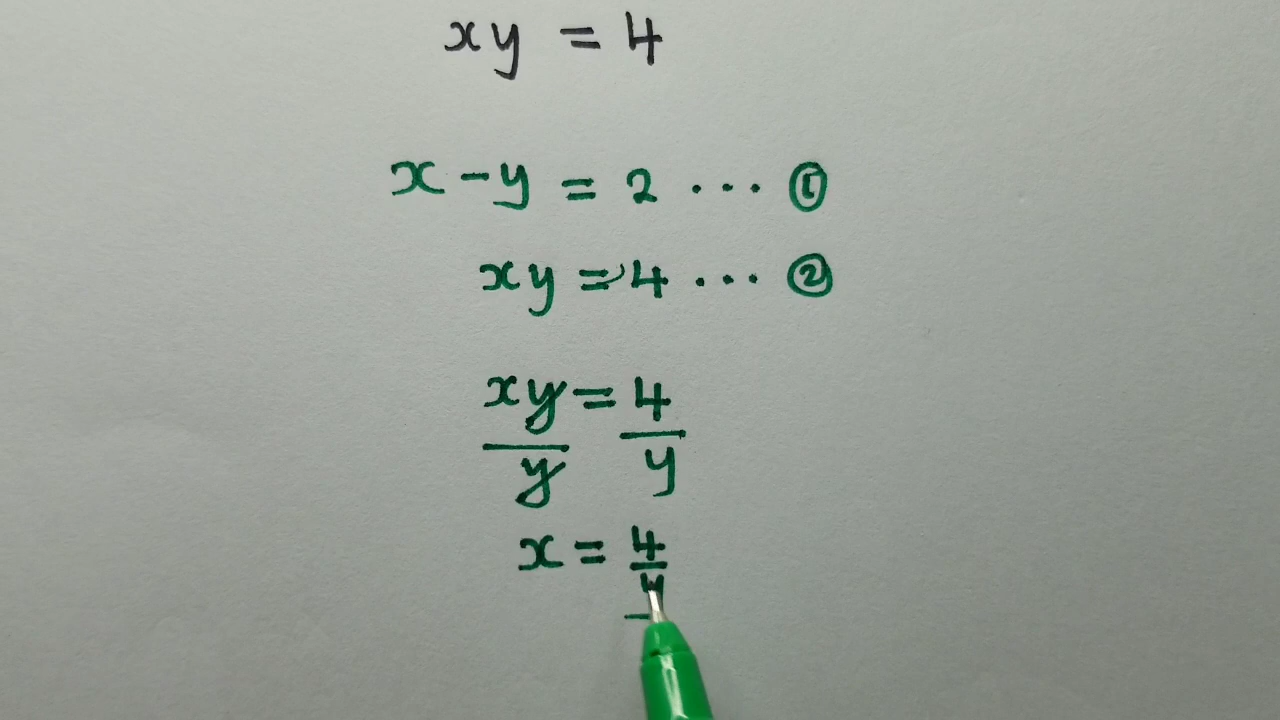 xy = 4
x - y = 2 ... ①
xy = 4 ... ②
xy/y = 4/y
x = 4/y